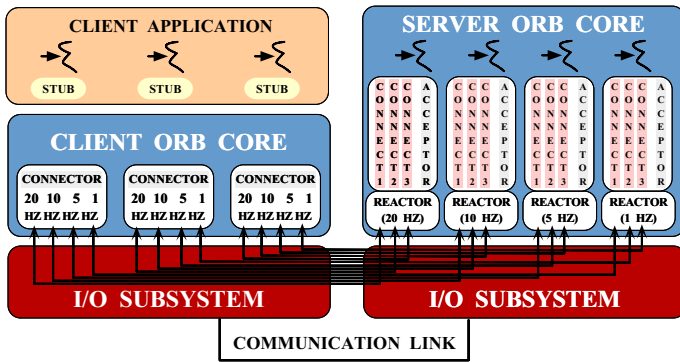 CLIENT APPLICATION
STUB STUB STUB
CLIENT ORB CORE
CONNECTOR CONNECTOR CONNECTOR
20 10 5 1 20 10 5 1 20 10 5 1
HZ HZ HZ HZ HZ HZ HZ HZ HZ HZ HZ HZ
I/O SUBSYSTEM
SERVER ORB CORE
CONNECT1 CONNECT2 CONNECT3 ACCEPTOR
CONNECT1 CONNECT2 CONNECT3 ACCEPTOR
CONNECT1 CONNECT2 CONNECT3 ACCEPTOR
CONNECT1 CONNECT2 CONNECT3 ACCEPTOR
REACTOR REACTOR REACTOR REACTOR
(20 HZ) (10 HZ) (5 HZ) (1 HZ)
I/O SUBSYSTEM
COMMUNICATION LINK